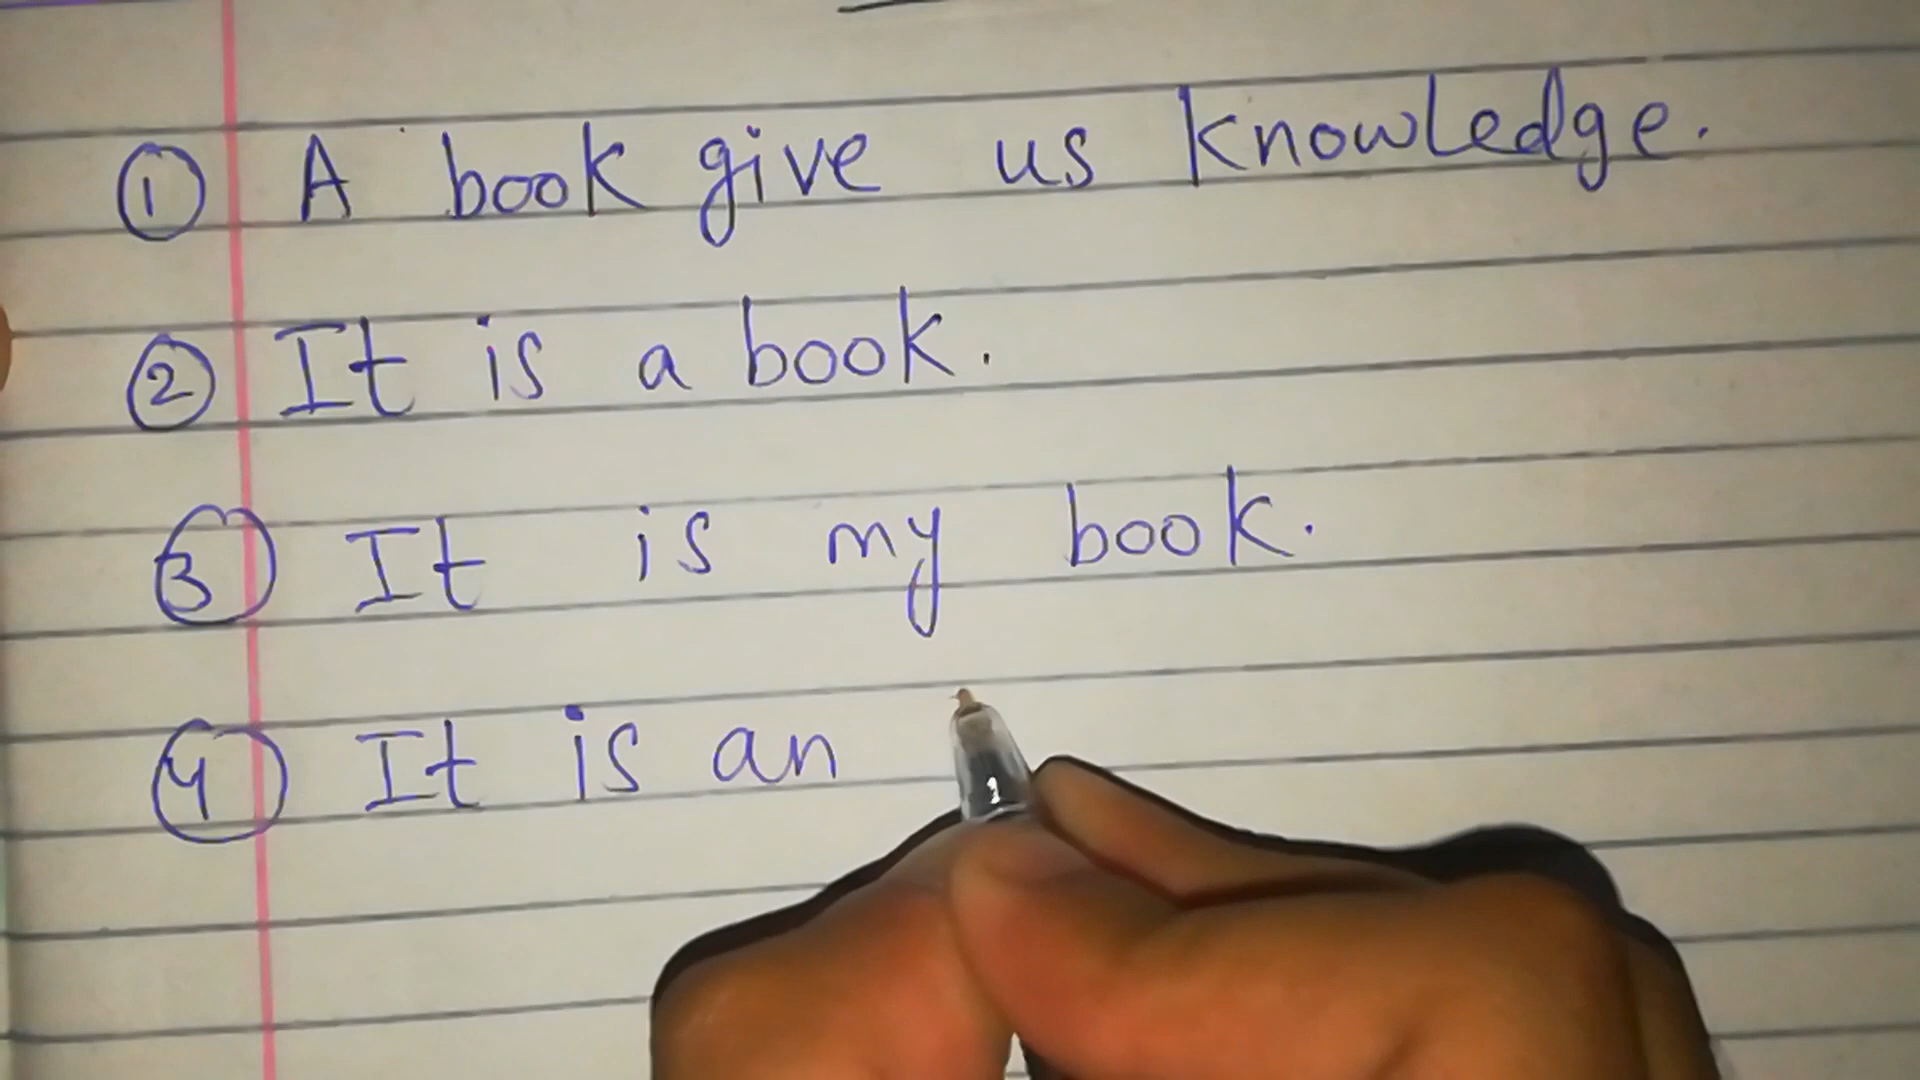 ① A book give us knowledge.
② It is a book.
③ It is my book.
④ It is an